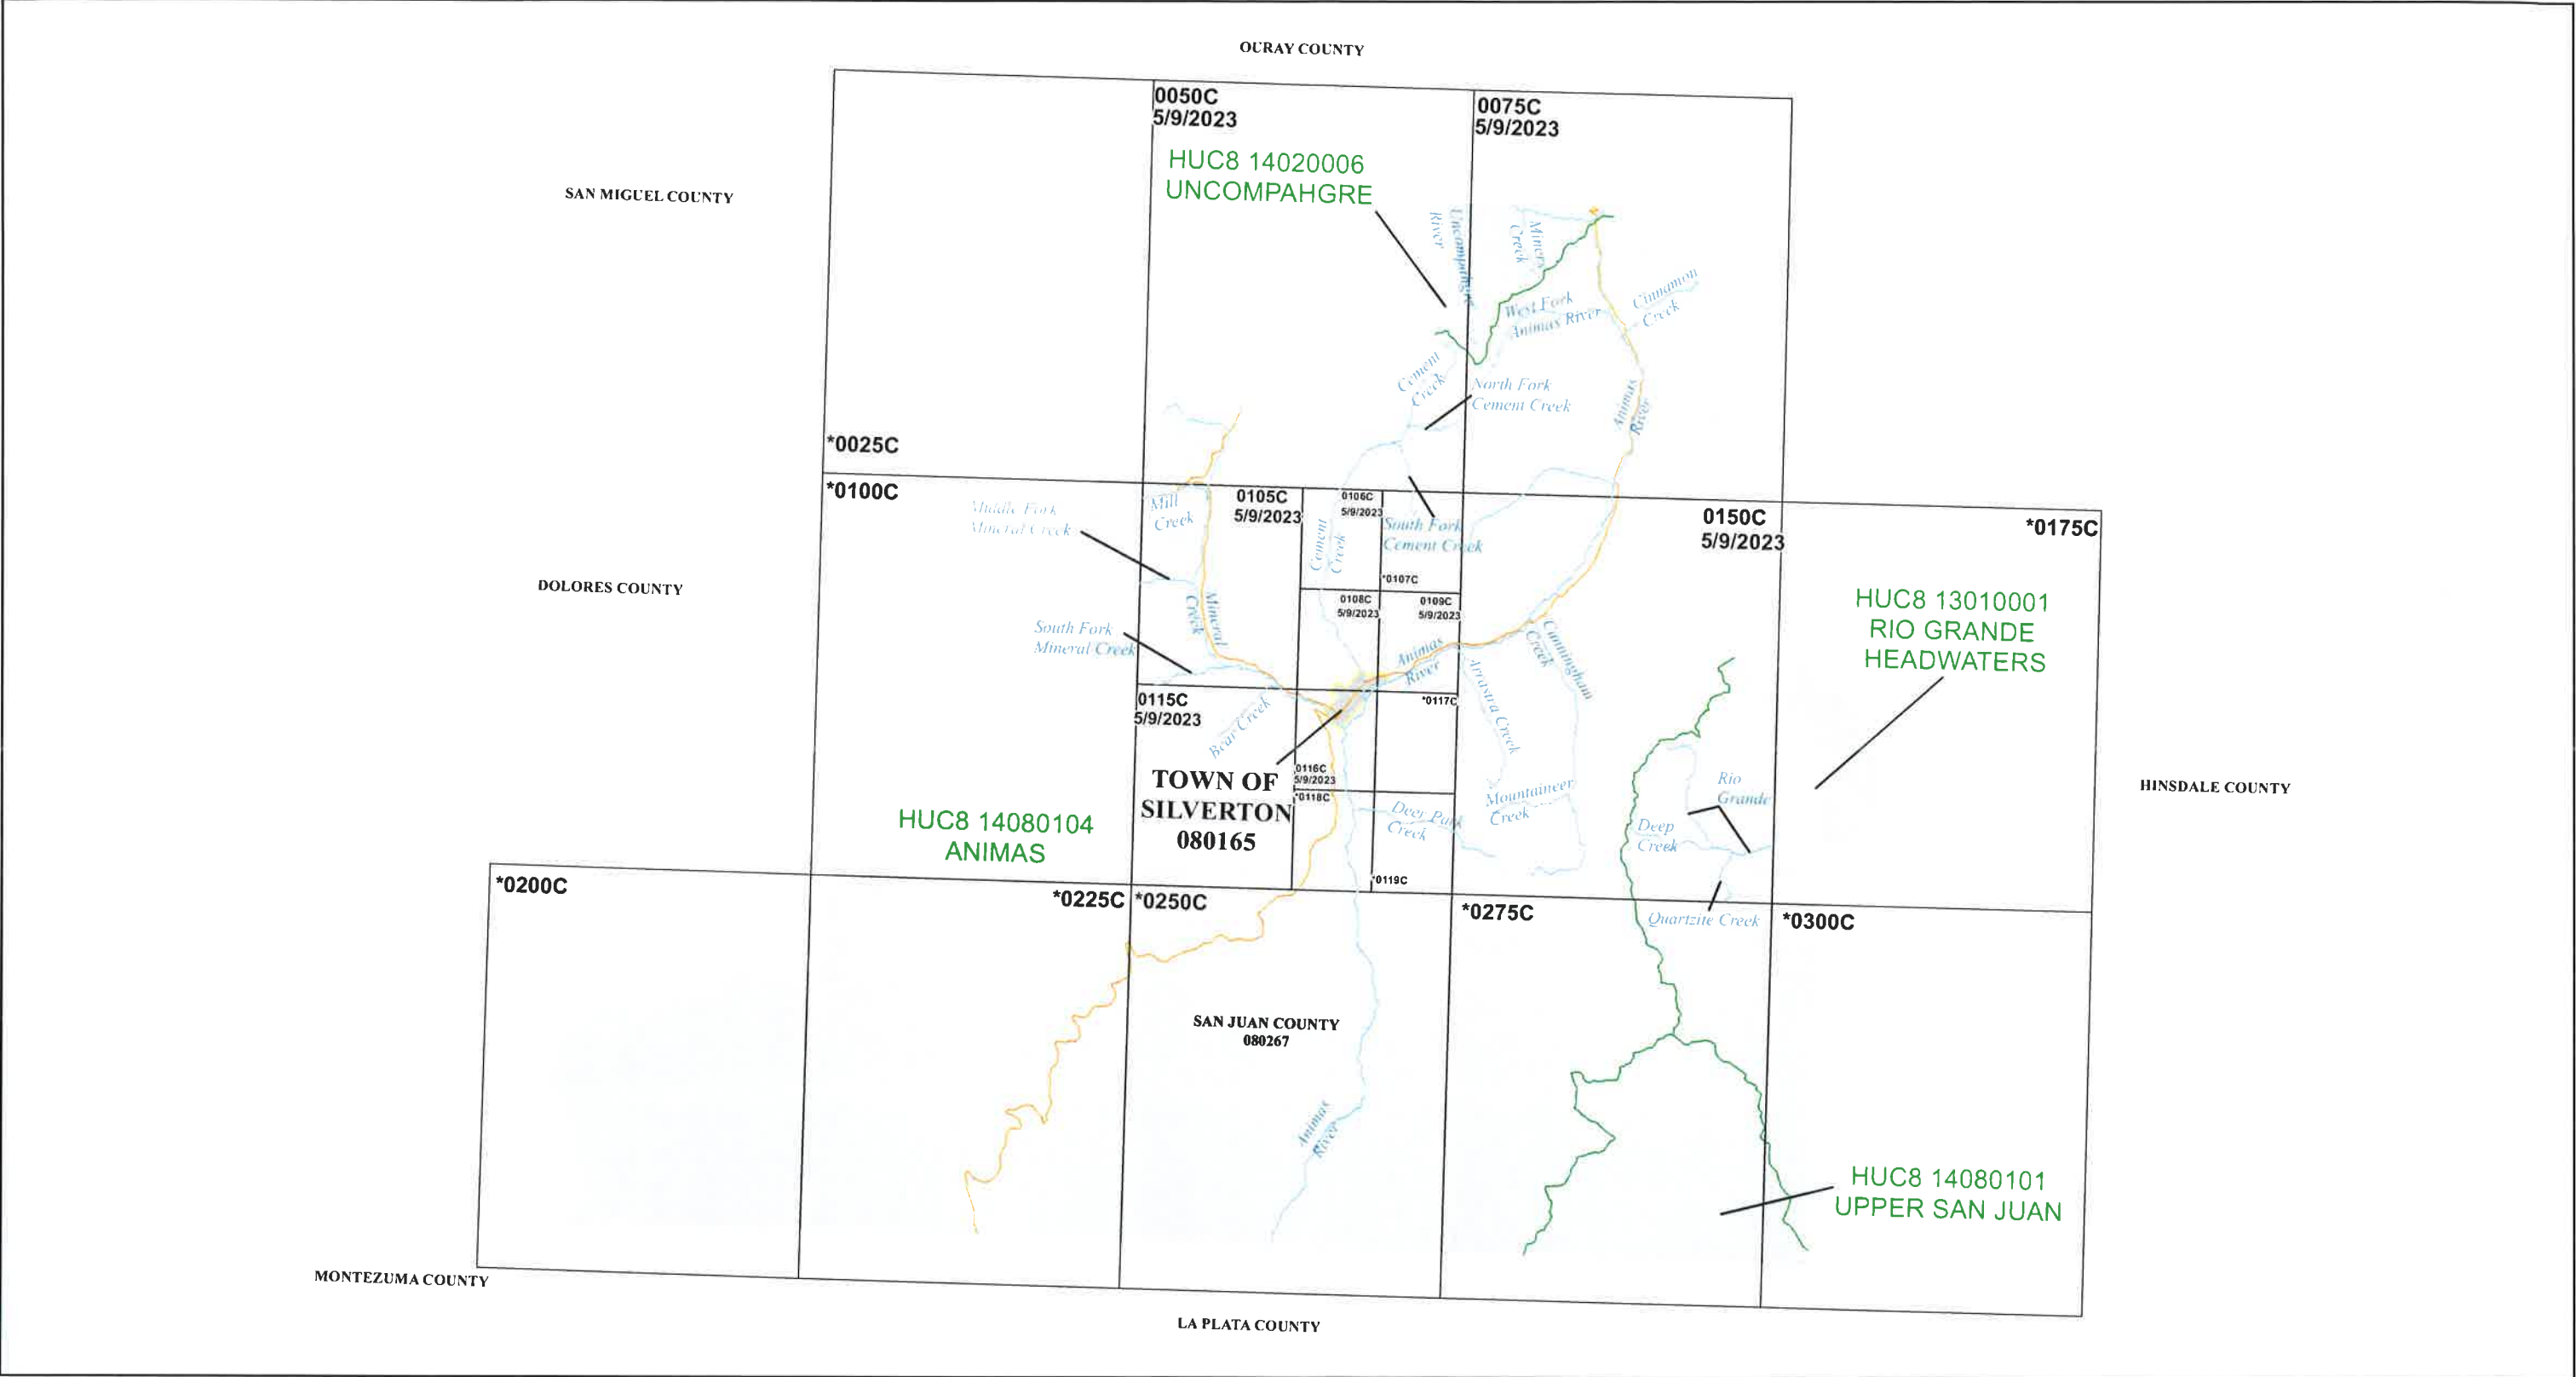 OURAY COUNTY
0050C
5/9/2023
0075C
5/9/2023
HUC8 14020006
UNCOMPAHGRE
SAN MIGUEL COUNTY
Uncompahgre
River
Miners
Creek
Cinnamon
Creek
West Fork
Animas River
Cement
Creek
North Fork
Cement Creek
Animas
River
*0025C
*0100C
Middle Fork
Mineral Creek
Mill
Creek
0105C
5/9/2023
0106C
5/9/2023
Cement
Creek
South Fork
Cement Creek
0150C
5/9/2023
*0175C
*0107C
DOLORES COUNTY
0108C
5/9/2023
0109C
5/9/2023
HUC8 13010001
RIO GRANDE
HEADWATERS
Mineral
Creek
South Fork
Mineral Creek
Animas
River
Cunningham
Creek
Arrastra Creek
0115C
5/9/2023
*0117C
Bear Creek
TOWN OF
SILVERTON
080165
0116C
5/9/2023
*0118C
Mountaineer
Creek
Rio
Grande
HINSDALE COUNTY
Deer Park
Creek
Deep
Creek
HUC8 14080104
ANIMAS
*0119C
*0200C
*0225C
*0250C
*0275C
Quartzite Creek
*0300C
SAN JUAN COUNTY
080267
Animas
River
HUC8 14080101
UPPER SAN JUAN
MONTEZUMA COUNTY
LA PLATA COUNTY